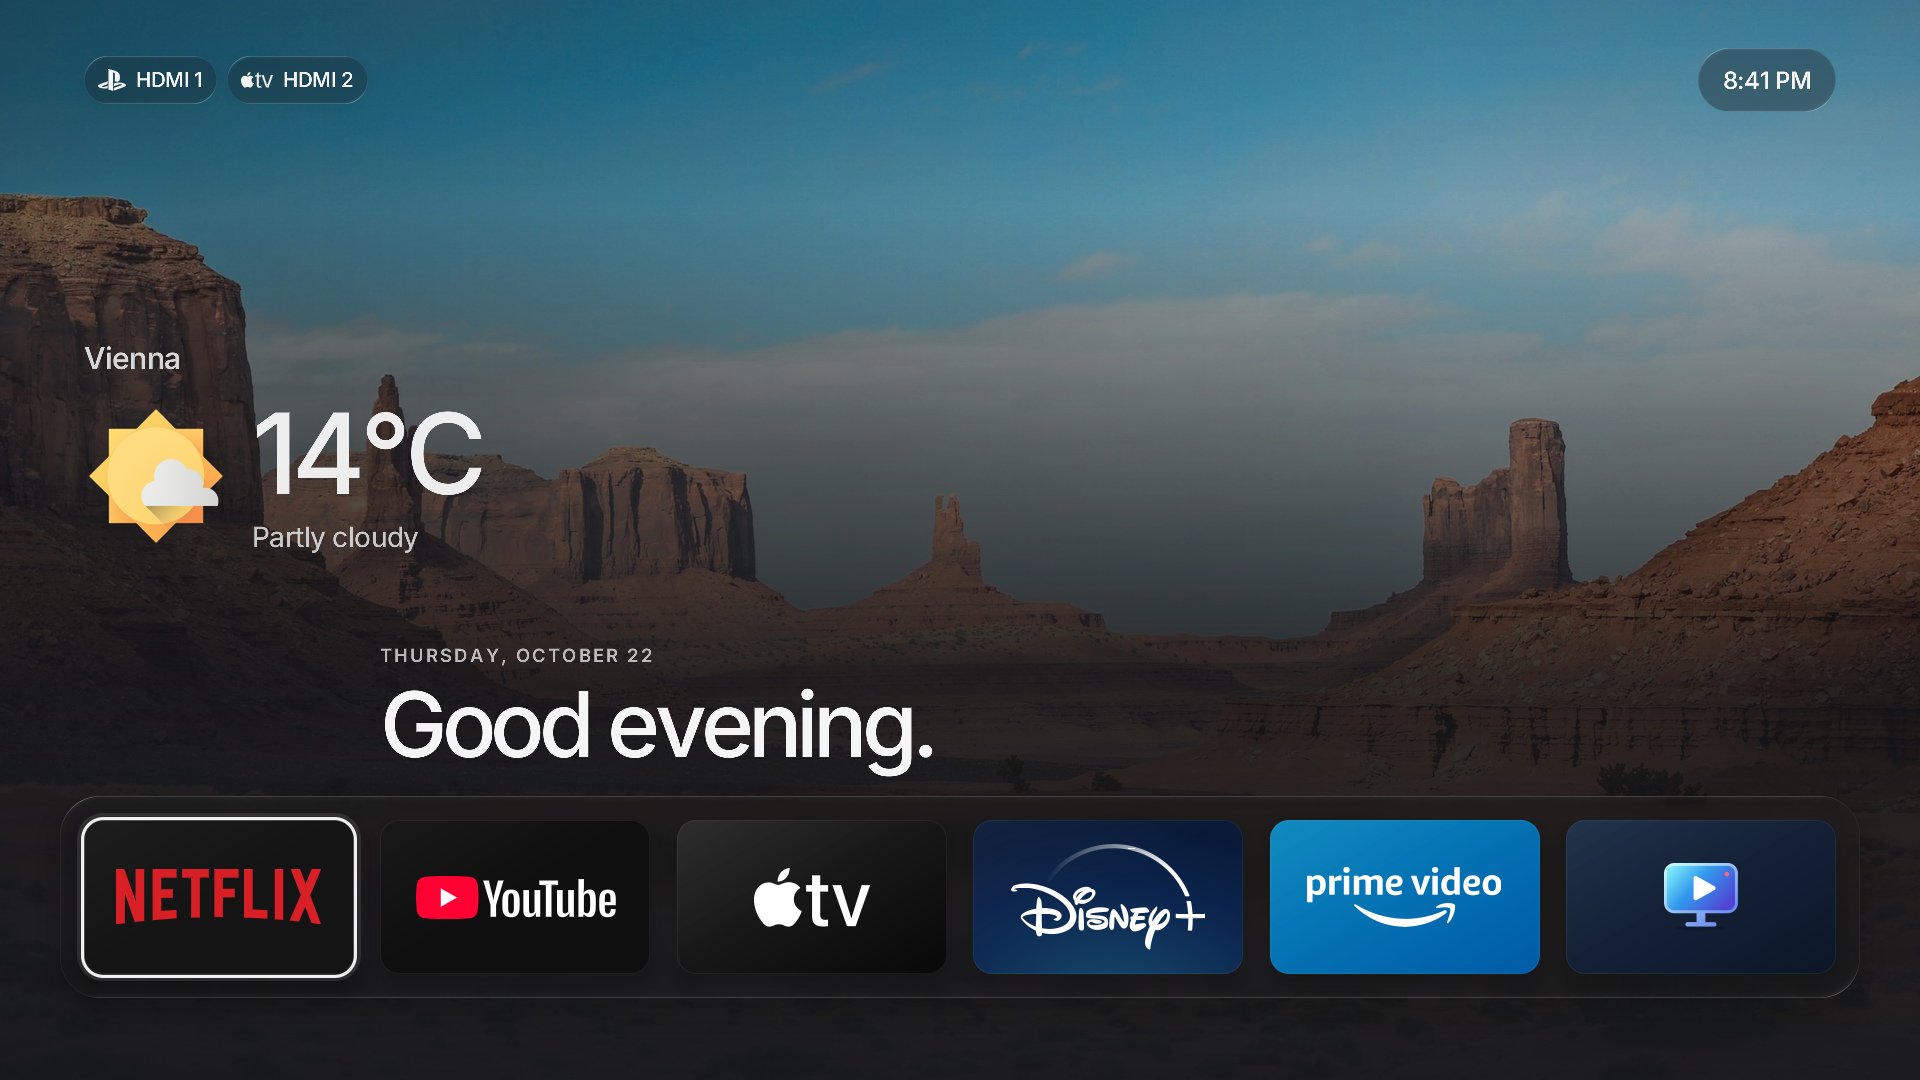 HDMI 1
tv HDMI 2
8:41 PM
Vienna
14°C
Partly cloudy
THURSDAY, OCTOBER 22
Good evening.
NETFLIX
YouTube
tv
Disney+
prime video